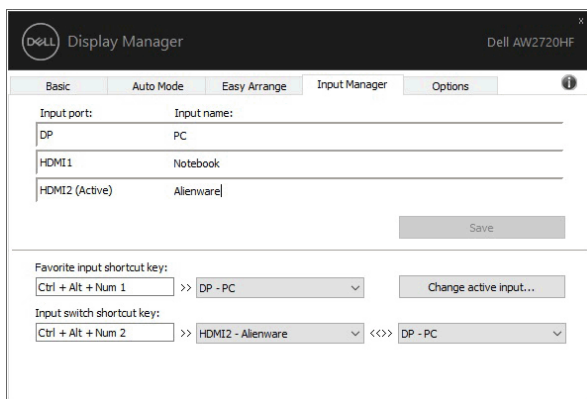 DELL Display Manager Dell AW2720HF x
Basic Auto Mode Easy Arrange Input Manager Options i
Input port: Input name:
DP PC
HDMI1 Notebook
HDMI2 (Active) Alienware
Save
Favorite input shortcut key:
Ctrl + Alt + Num 1 >> DP - PC Change active input...
Input switch shortcut key:
Ctrl + Alt + Num 2 >> HDMI2 - Alienware <<>> DP - PC